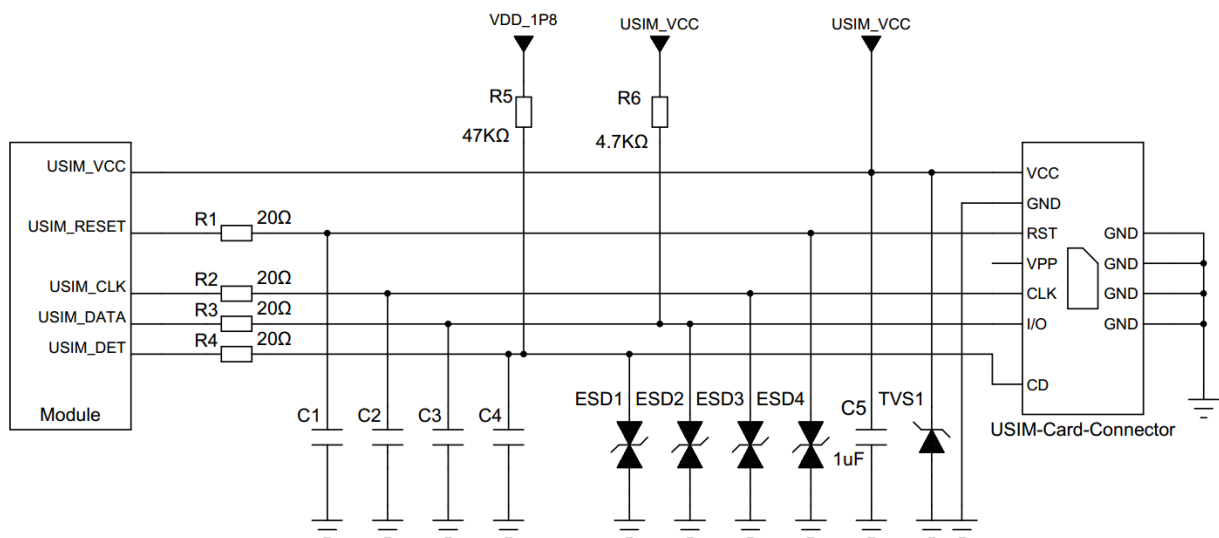 VDD_1P8
USIM_VCC
USIM_VCC
R5
47KΩ
R6
4.7KΩ
USIM_VCC
USIM_RESET
USIM_CLK
USIM_DATA
USIM_DET
Module
R1
20Ω
R2
20Ω
R3
20Ω
R4
20Ω
C1
C2
C3
C4
ESD1
ESD2
ESD3
ESD4
C5
1uF
TVS1
VCC
GND
RST
VPP
CLK
I/O
CD
GND
GND
GND
GND
USIM-Card-Connector